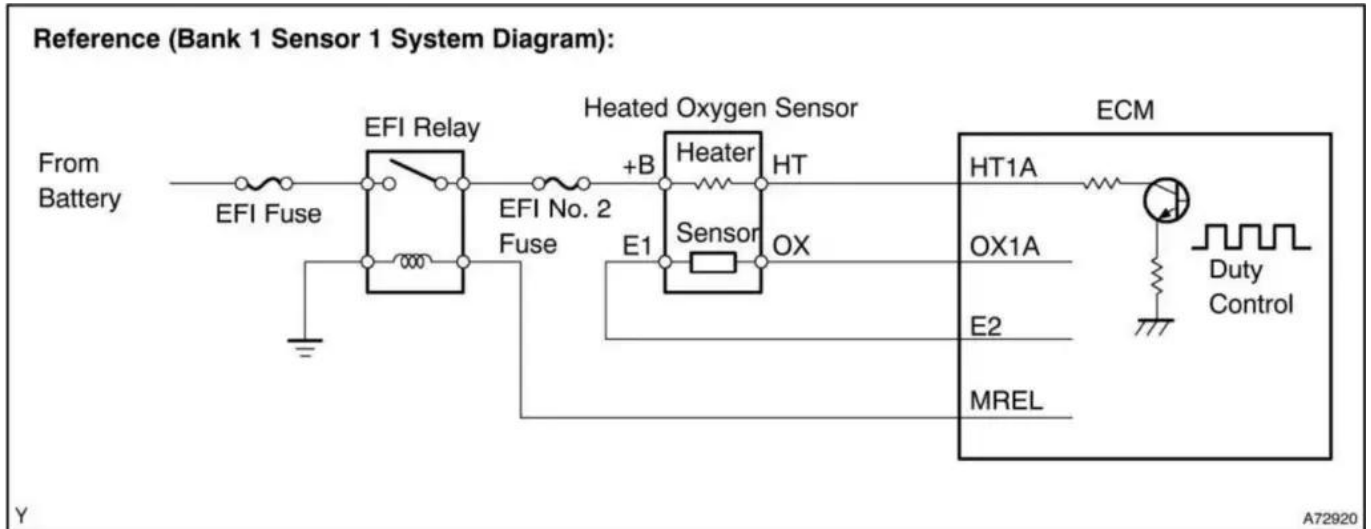 Reference (Bank 1 Sensor 1 System Diagram):
Heated Oxygen Sensor
ECM
EFI Relay
From
Battery
+B
Heater
HT
HT1A
EFI Fuse
EFI No. 2
Fuse
E1
Sensor
OX
OX1A
Duty
Control
E2
MREL
Y
A72920